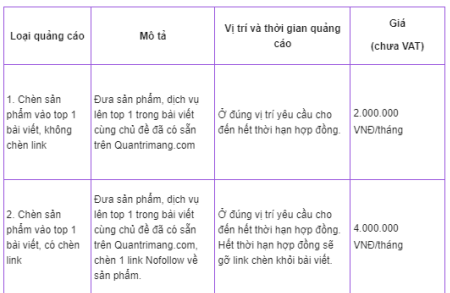 Loại quảng cáo
Mô tả
Vị trí và thời gian quảng
cáo
Giá
(chưa VAT)
1. Chèn sản
phẩm vào top 1
bài viết, không
chèn link
Đưa sản phẩm, dịch vụ
lên top 1 trong bài viết
cùng chủ đề đã có sẵn
trên Quantrimang.com
Ở đúng vị trí yêu cầu cho
đến hết thời hạn hợp đồng.
2.000.000
VNĐ/tháng
2. Chèn sản
phẩm vào top 1
bài viết, có chèn
link
Đưa sản phẩm, dịch vụ
lên top 1 trong bài viết
cùng chủ đề đã có sẵn
trên Quantrimang.com,
chèn 1 link Nofollow về
sản phẩm.
Ở đúng vị trí yêu cầu cho
đến hết thời hạn hợp đồng.
Hết thời hạn hợp đồng sẽ
gỡ link chèn khỏi bài viết.
4.000.000
VNĐ/tháng